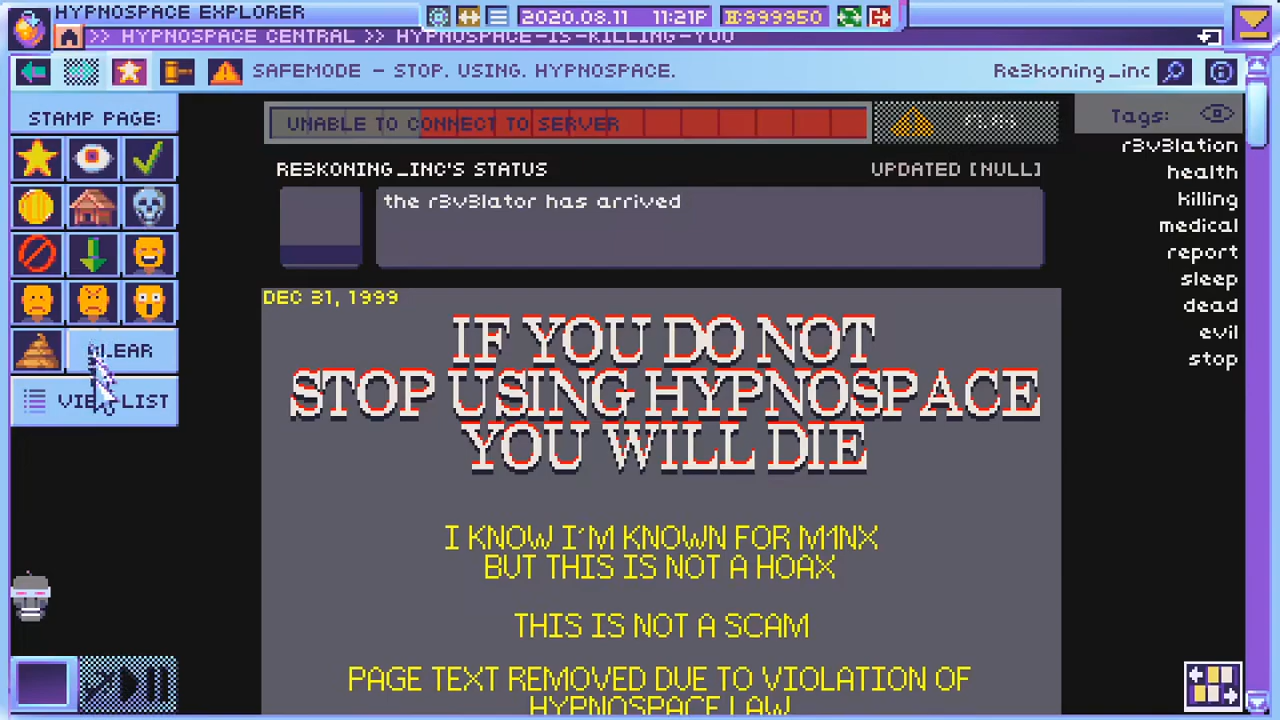 HYPNOSPACE EXPLORER
2020.08.11 11:21P
:999950
>> HYPNOSPACE CENTRAL >> HYPNOSPACE-IS-KILLING-YOU
SAFEMODE - STOP. USING. HYPNOSPACE.
Re3koning_inc
STAMP PAGE:
CLEAR
VIEW LIST
UNABLE TO CONNECT TO SERVER
RE3KONING_INC'S STATUS
UPDATED [NULL]
the r3v3lator has arrived
DEC 31, 1999
IF YOU DO NOT
STOP USING HYPNOSPACE
YOU WILL DIE
I KNOW I'M KNOWN FOR M1NX
BUT THIS IS NOT A HOAX
THIS IS NOT A SCAM
PAGE TEXT REMOVED DUE TO VIOLATION OF
HYPNOSPACE LAW
Tags:
r3v3lation
health
killing
medical
report
sleep
dead
evil
stop